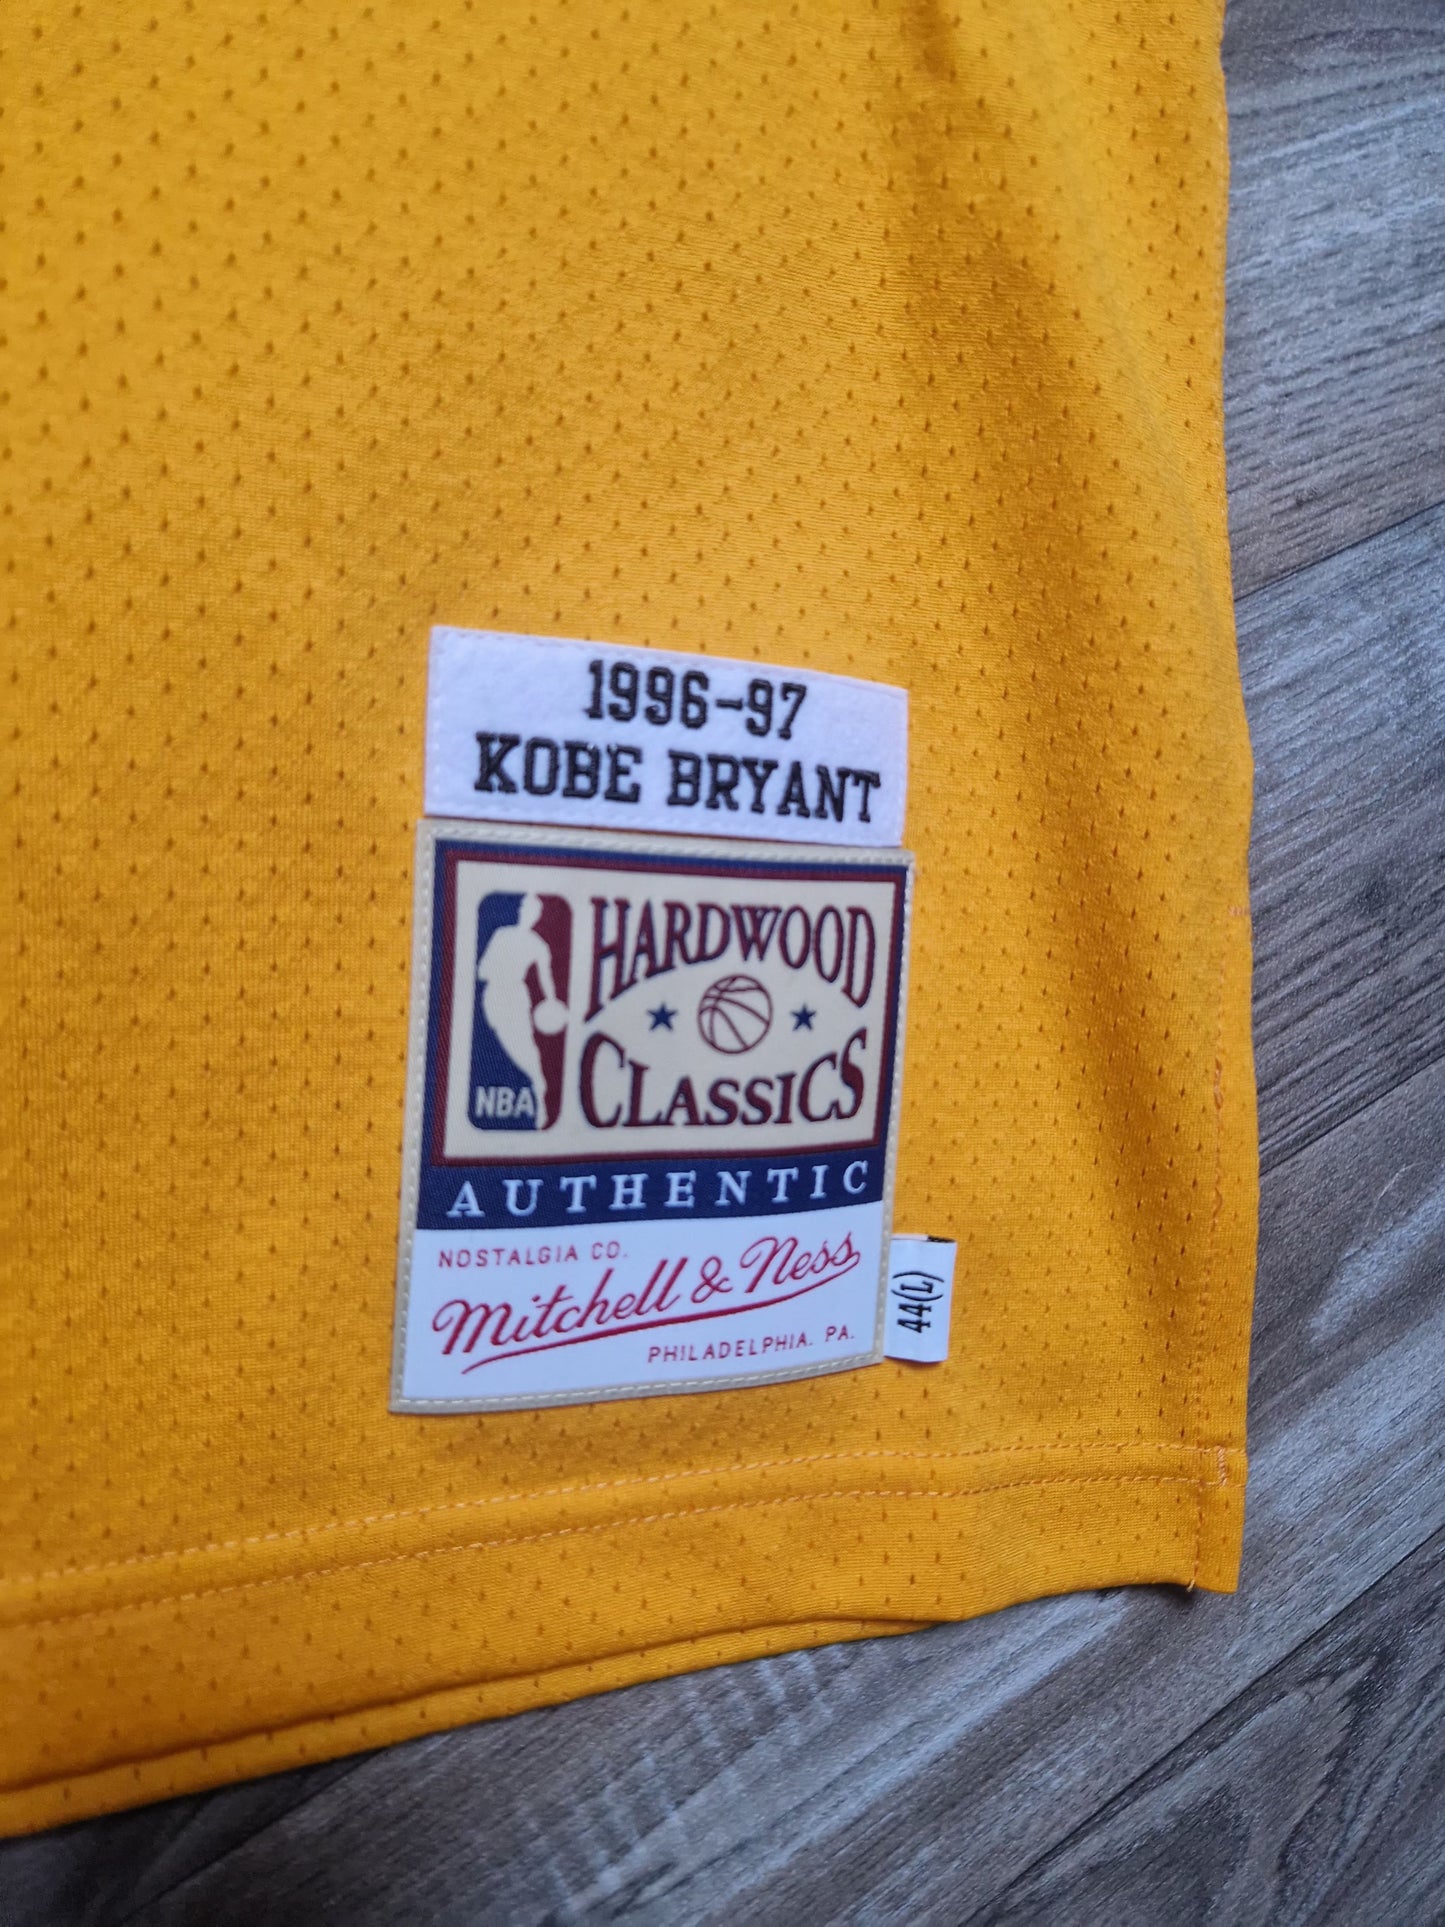 1996-97
KOBE BRYANT
HARDWOOD
CLASSICS
NBA
AUTHENTIC
NOSTALGIA CO.
Mitchell & Ness
PHILADELPHIA. PA.
44(L)